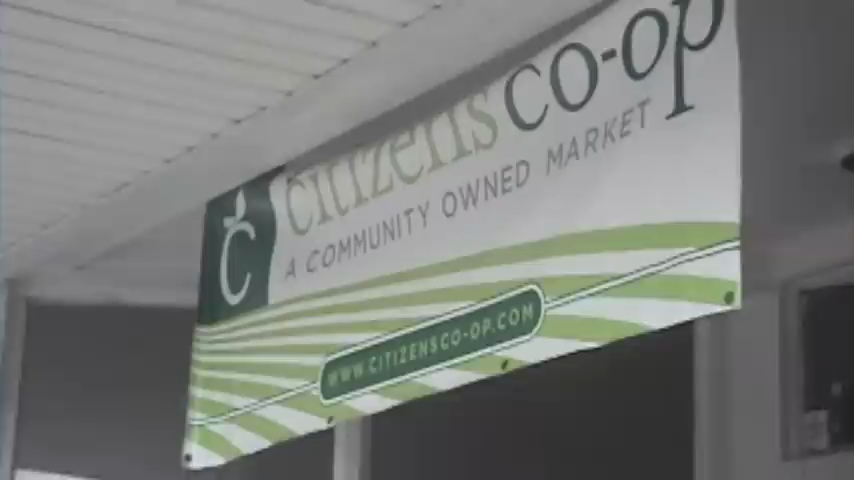 citizens co-op
A COMMUNITY OWNED MARKET
C
WWW.CITIZENSCO-OP.COM